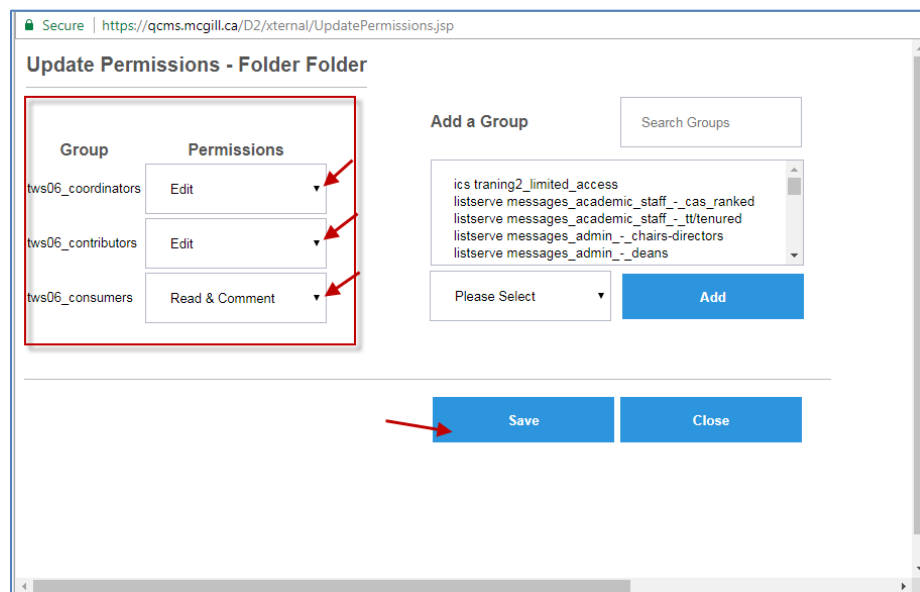 Secure | https://qcms.mcgill.ca/D2/xternal/UpdatePermissions.jsp
Update Permissions - Folder Folder
Group Permissions
tws06_coordinators Edit
tws06_contributors Edit
tws06_consumers Read & Comment
Add a Group Search Groups
ics traning2_limited_access
listserve messages_academic_staff_-_cas_ranked
listserve messages_academic_staff_-_tt/tenured
listserve messages_admin_-_chairs-directors
listserve messages_admin_-_deans
Please Select Add
Save Close